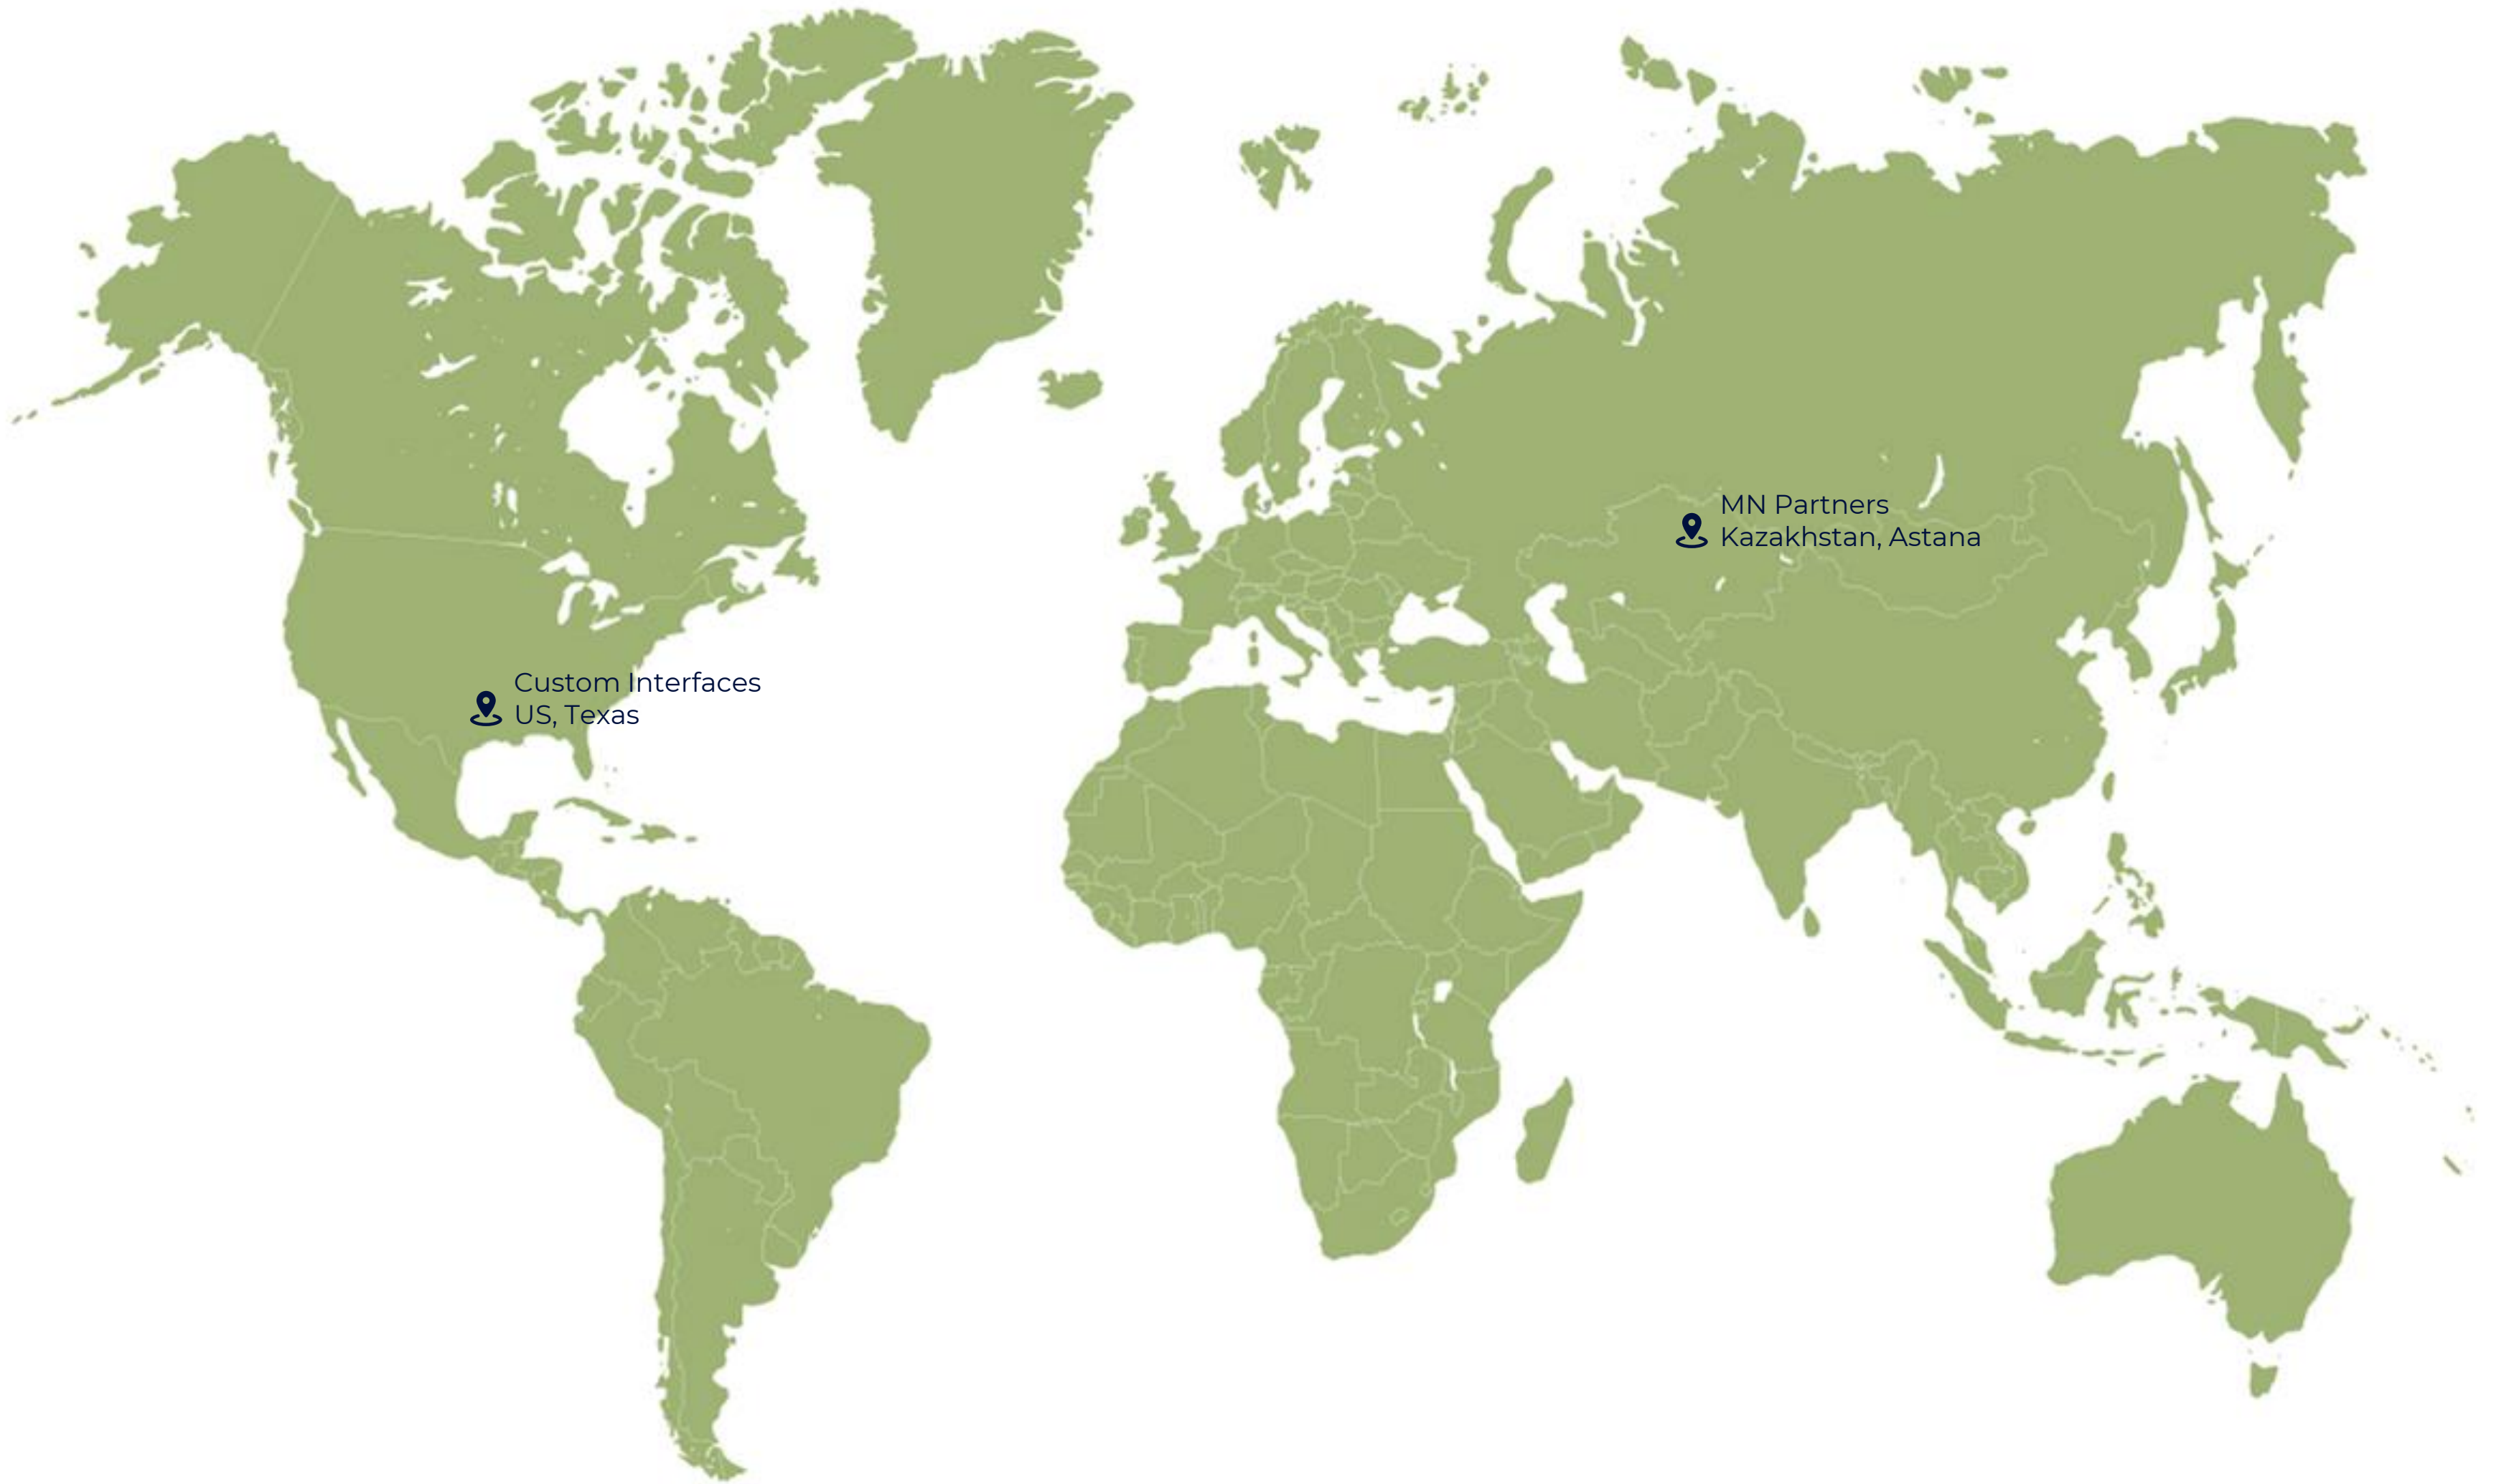 MN Partners
Kazakhstan, Astana
Custom Interfaces
US, Texas